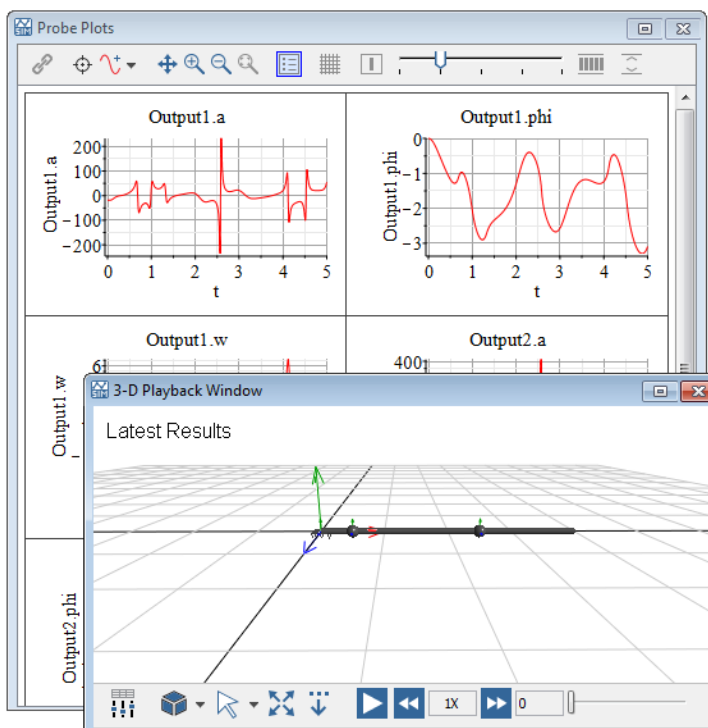 Probe Plots
Output1.a
Output1.a
200
100
0
−100
−200
0 1 2 3 4 5
t
Output1.phi
Output1.phi
0
−1
−2
−3
0 1 2 3 4 5
t
Output1.w
Output1.w
6
Output2.a
400
Output2.phi
SIM
3-D Playback Window
Latest Results
1X
0